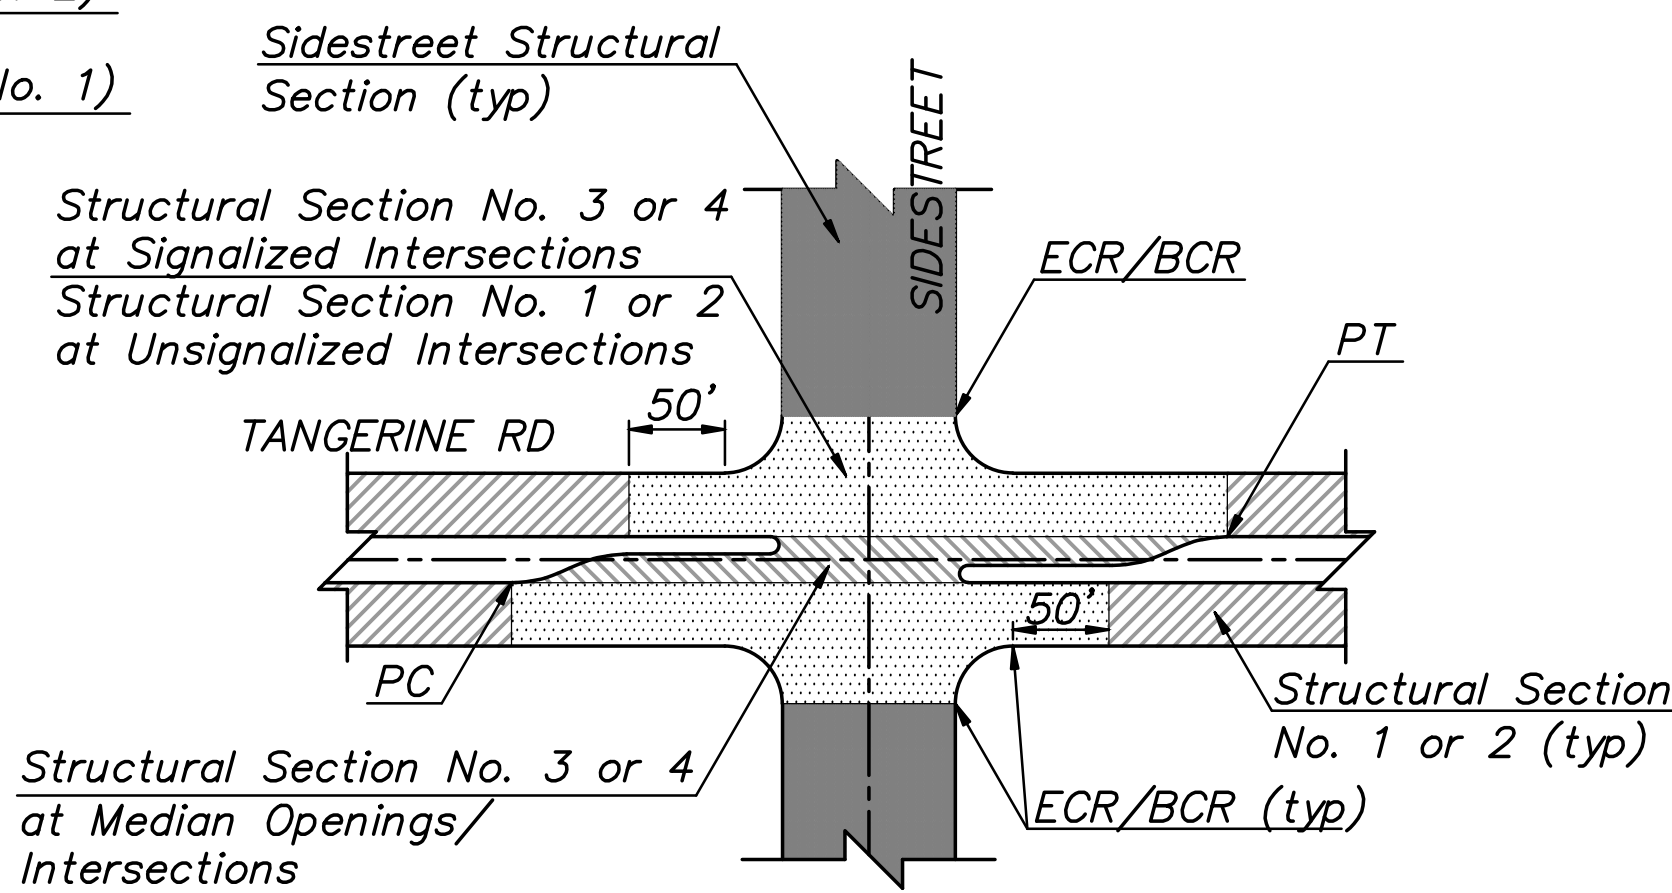 No. 1)
Sidestreet Structural
Section (typ)
SIDESTREET
Structural Section No. 3 or 4
at Signalized Intersections
Structural Section No. 1 or 2
at Unsignalized Intersections
ECR/BCR
PT
50'
TANGERINE RD
50'
PC
Structural Section
No. 1 or 2 (typ)
Structural Section No. 3 or 4
at Median Openings/
Intersections
ECR/BCR (typ)